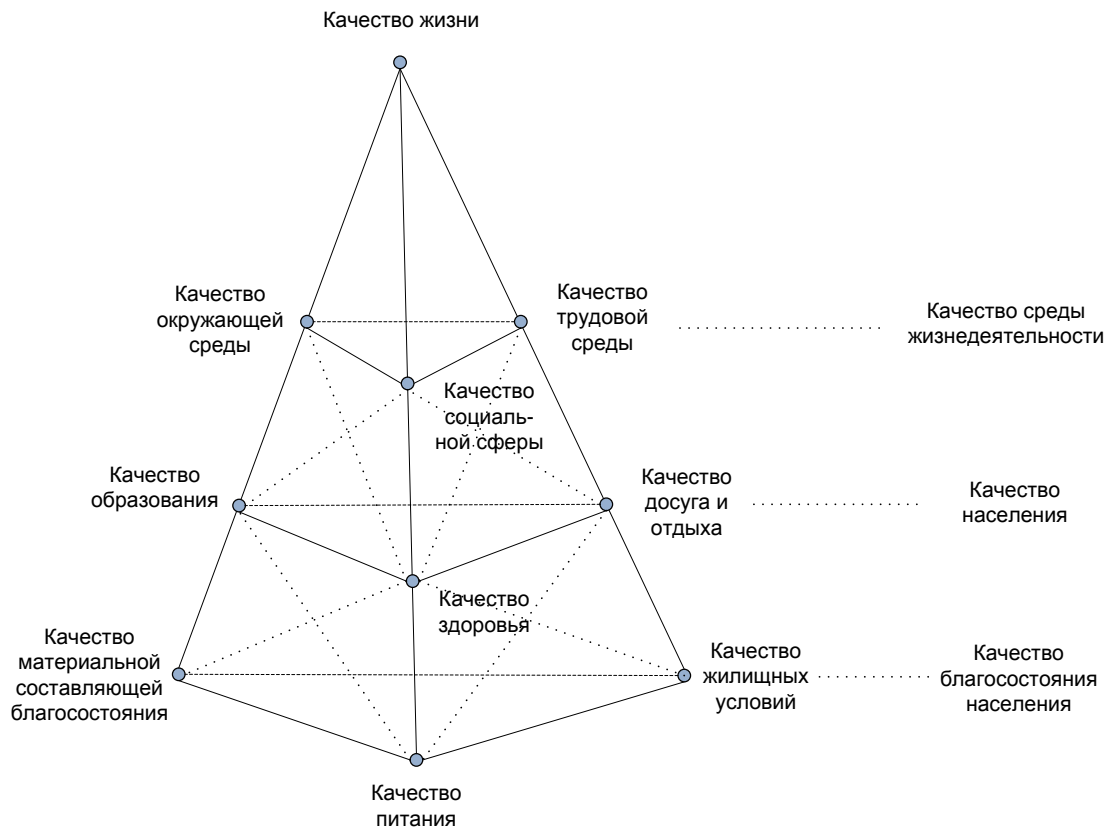 Качество жизни
Качество
окружающей
среды
Качество
трудовой
среды
Качество среды
жизнедеятельности
Качество
социаль-
ной сферы
Качество
образования
Качество
досуга и
отдыха
Качество
населения
Качество
здоровья
Качество
материальной
составляющей
благосостояния
Качество
жилищных
условий
Качество
благосостояния
населения
Качество
питания